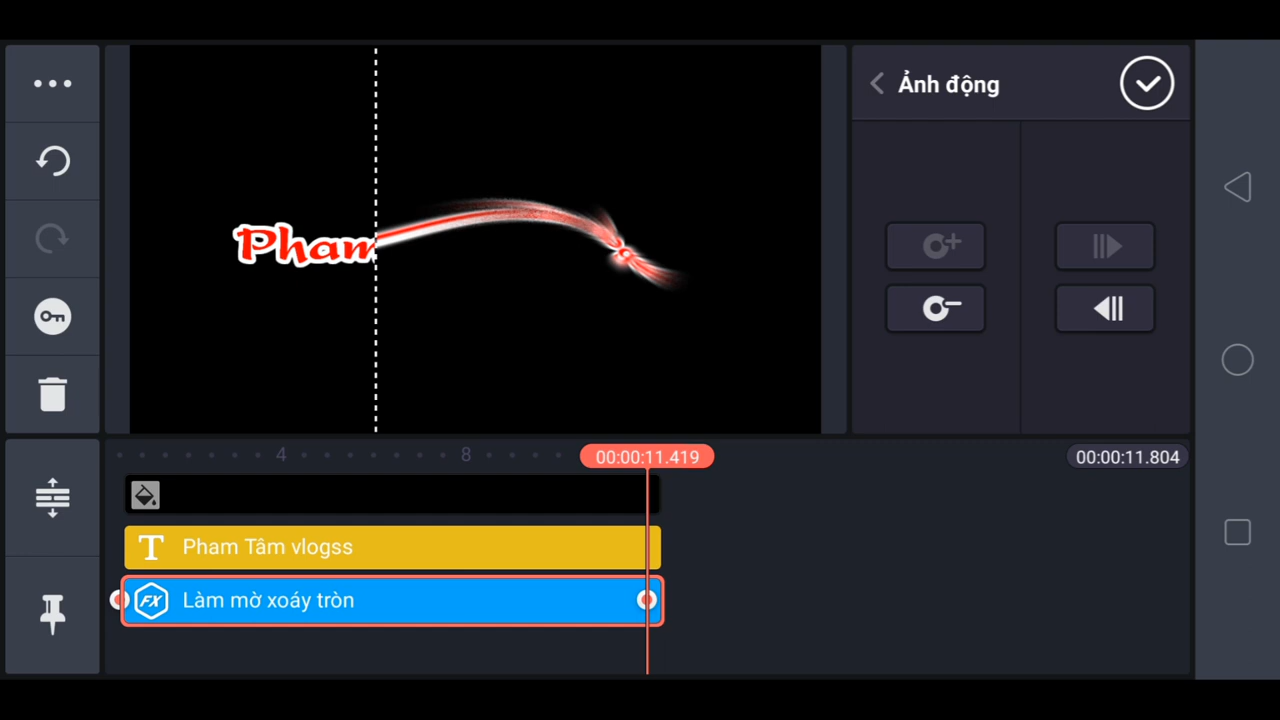 Ảnh động
Pham
4
8
00:00:11.419
00:00:11.804
T Pham Tâm vlogss
FX Làm mờ xoáy tròn